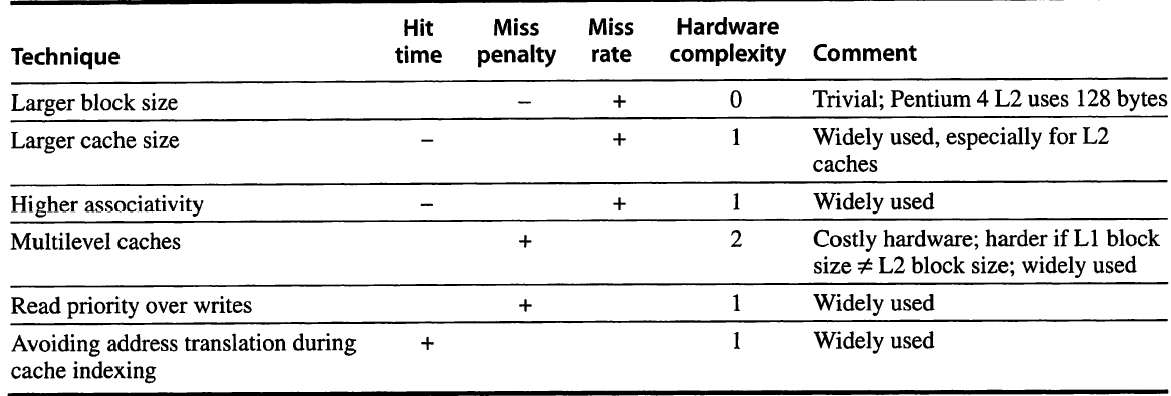 Technique Hit time Miss penalty Miss rate Hardware complexity Comment
Larger block size – + 0 Trivial; Pentium 4 L2 uses 128 bytes
Larger cache size – + 1 Widely used, especially for L2
caches
Higher associativity – + 1 Widely used
Multilevel caches + 2 Costly hardware; harder if L1 block
size ≠ L2 block size; widely used
Read priority over writes + 1 Widely used
Avoiding address translation during + 1 Widely used
cache indexing